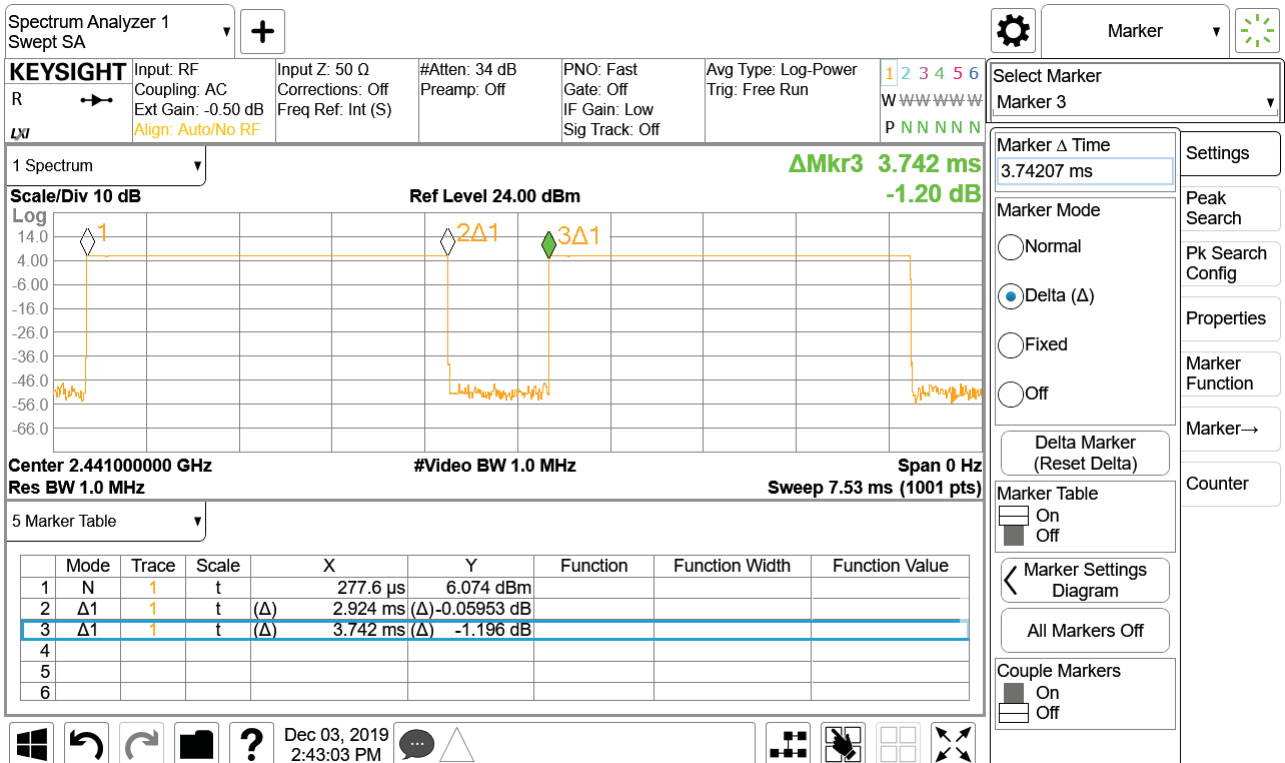 Spectrum Analyzer 1
Swept SA
Marker
KEYSIGHT
R
LXI
Input: RF
Coupling: AC
Ext Gain: -0.50 dB
Align: Auto/No RF
Input Z: 50 Ω
Corrections: Off
Freq Ref: Int (S)
#Atten: 34 dB
Preamp: Off
PNO: Fast
Gate: Off
IF Gain: Low
Sig Track: Off
Avg Type: Log-Power
Trig: Free Run
1 2 3 4 5 6
W W W W W W
P N N N N N
Select Marker
Marker 3
1 Spectrum
ΔMkr3 3.742 ms
-1.20 dB
Scale/Div 10 dB
Ref Level 24.00 dBm
Log
14.0
4.00
-6.00
-16.0
-26.0
-36.0
-46.0
-56.0
-66.0
1
2Δ1
3Δ1
Center 2.441000000 GHz
#Video BW 1.0 MHz
Span 0 Hz
Res BW 1.0 MHz
Sweep 7.53 ms (1001 pts)
5 Marker Table
Mode Trace Scale X Y Function Function Width Function Value
1 N 1 t 277.6 µs 6.074 dBm
2 Δ1 1 t (Δ) 2.924 ms (Δ) -0.05953 dB
3 Δ1 1 t (Δ) 3.742 ms (Δ) -1.196 dB
4
5
6
Marker Δ Time
3.74207 ms
Marker Mode
Normal
Delta (Δ)
Fixed
Off
Delta Marker
(Reset Delta)
Marker Table
On
Off
Marker Settings
Diagram
All Markers Off
Couple Markers
On
Off
Settings
Peak
Search
Pk Search
Config
Properties
Marker
Function
Marker→
Counter
?
Dec 03, 2019
2:43:03 PM